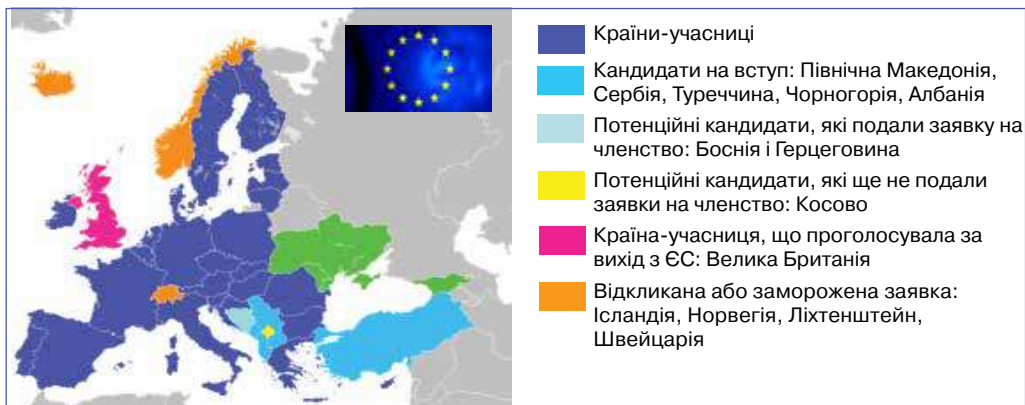 Країни-учасниці
Кандидати на вступ: Північна Македонія,
Сербія, Туреччина, Чорногорія, Албанія
Потенційні кандидати, які подали заявку на
членство: Боснія і Герцеговина
Потенційні кандидати, які ще не подали
заявки на членство: Косово
Країна-учасниця, що проголосувала за
вихід з ЄС: Велика Британія
Відкликана або заморожена заявка:
Ісландія, Норвегія, Ліхтенштейн,
Швейцарія